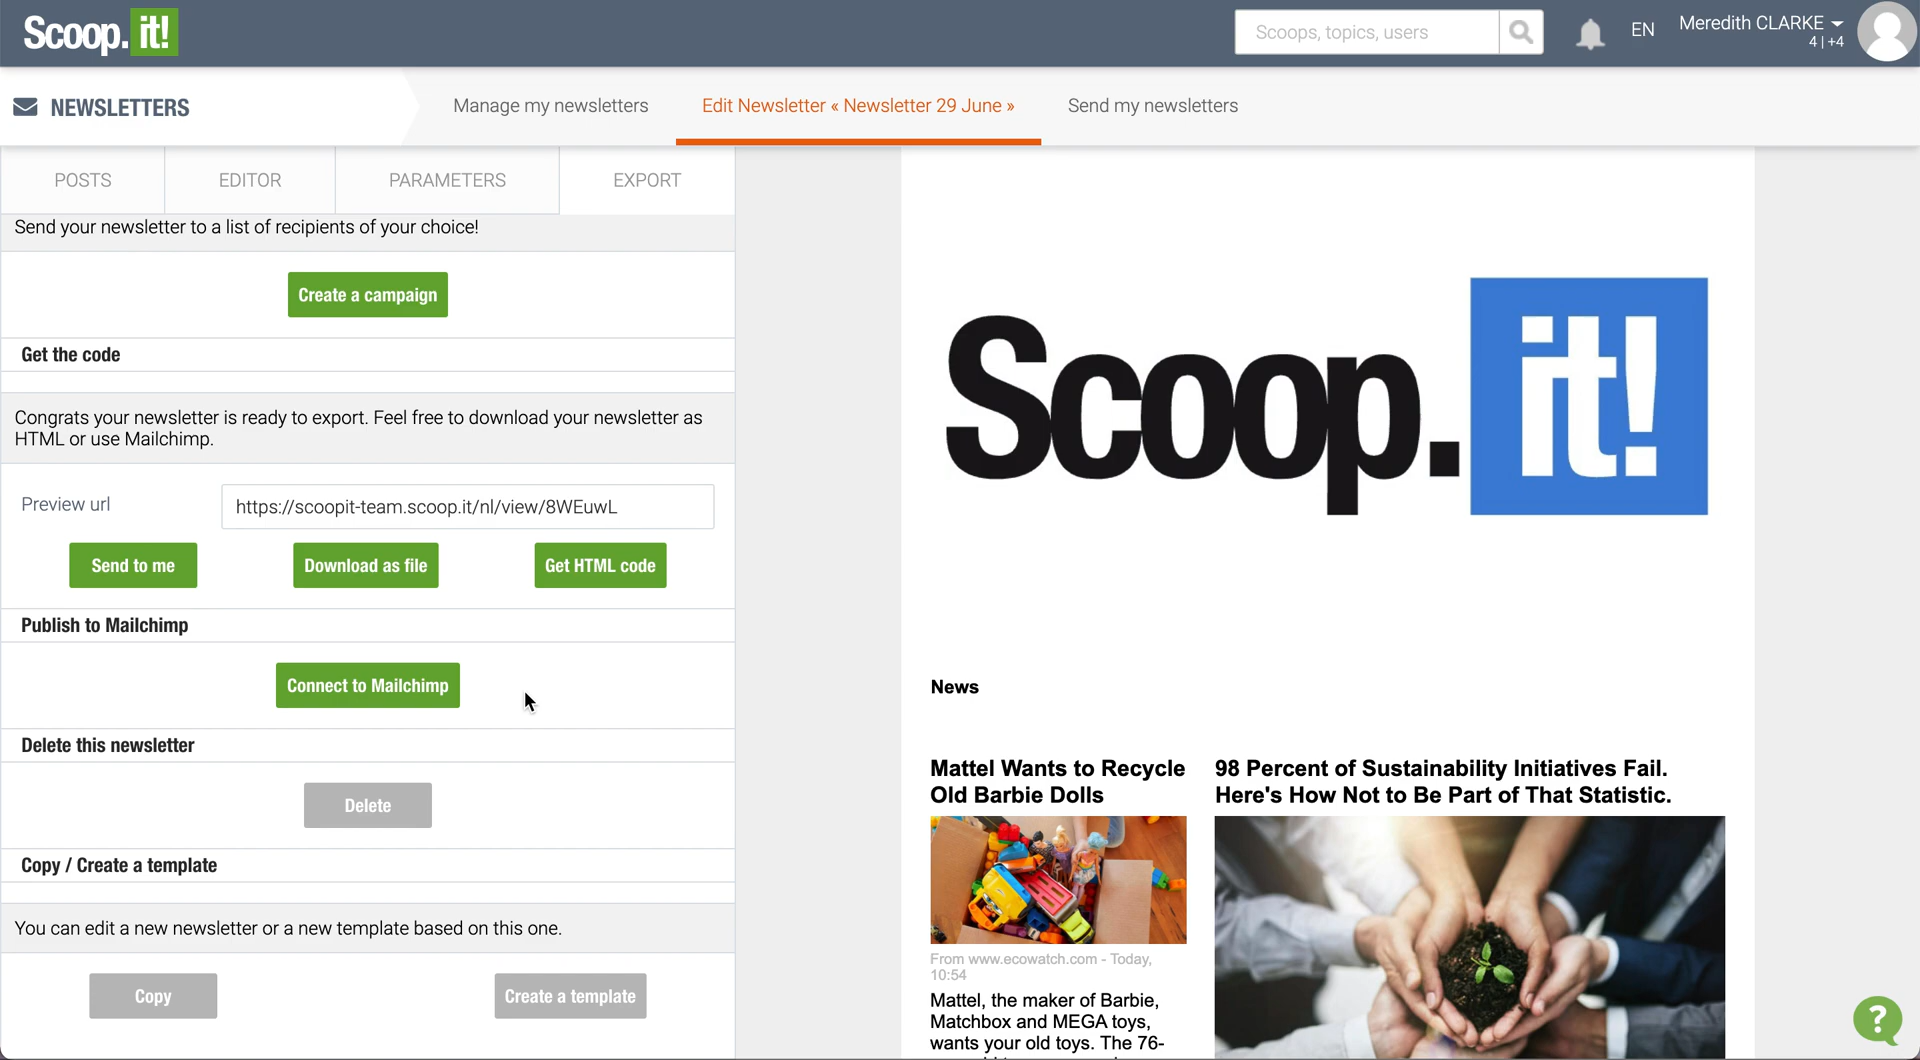 Scoop.it!
Scoops, topics, users
EN
Meredith CLARKE
4 | +4
NEWSLETTERS
Manage my newsletters
Edit Newsletter « Newsletter 29 June »
Send my newsletters
POSTS
EDITOR
PARAMETERS
EXPORT
Send your newsletter to a list of recipients of your choice!
Create a campaign
Get the code
Congrats your newsletter is ready to export. Feel free to download your newsletter as
HTML or use Mailchimp.
Preview url
https://scoopit-team.scoop.it/nl/view/8WEuwL
Send to me
Download as file
Get HTML code
Publish to Mailchimp
Connect to Mailchimp
Delete this newsletter
Delete
Copy / Create a template
You can edit a new newsletter or a new template based on this one.
Copy
Create a template
Scoop.it!
News
Mattel Wants to Recycle
Old Barbie Dolls
From www.ecowatch.com - Today,
10:54
Mattel, the maker of Barbie,
Matchbox and MEGA toys,
wants your old toys. The 76-
98 Percent of Sustainability Initiatives Fail.
Here's How Not to Be Part of That Statistic.
?